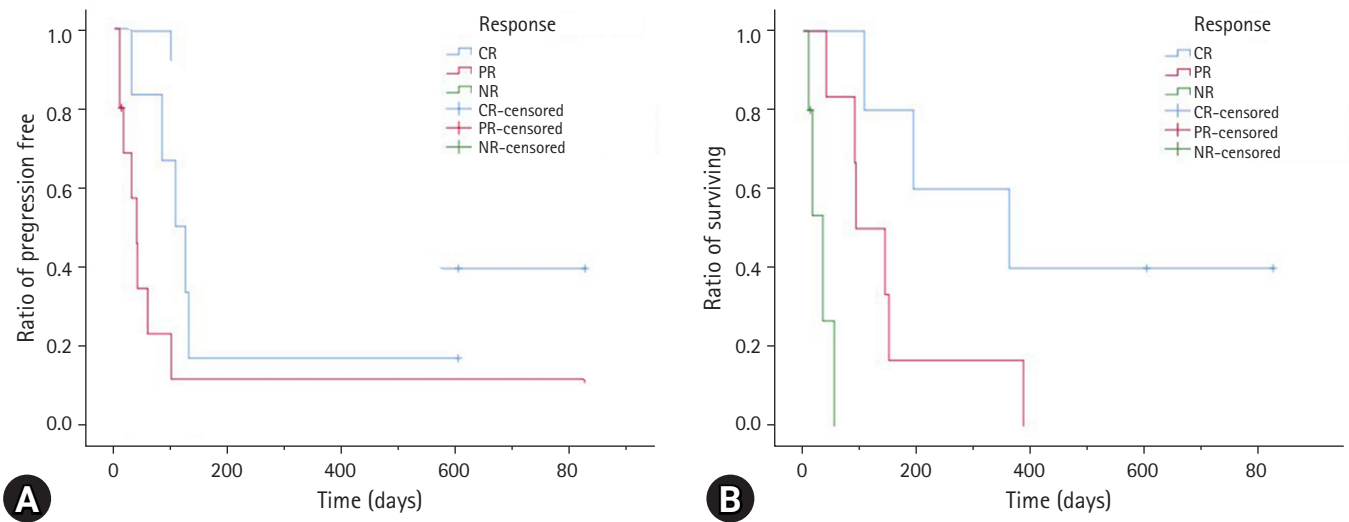 Response
CR
PR
NR
CR-censored
PR-censored
NR-censored
Ratio of pregression free
1.0
0.8
0.6
0.4
0.2
0.0
0 200 400 600 80
Time (days)
A
Response
CR
PR
NR
CR-censored
PR-censored
NR-censored
Ratio of surviving
1.0
0.8
0.6
0.4
0.2
0.0
0 200 400 600 80
Time (days)
B